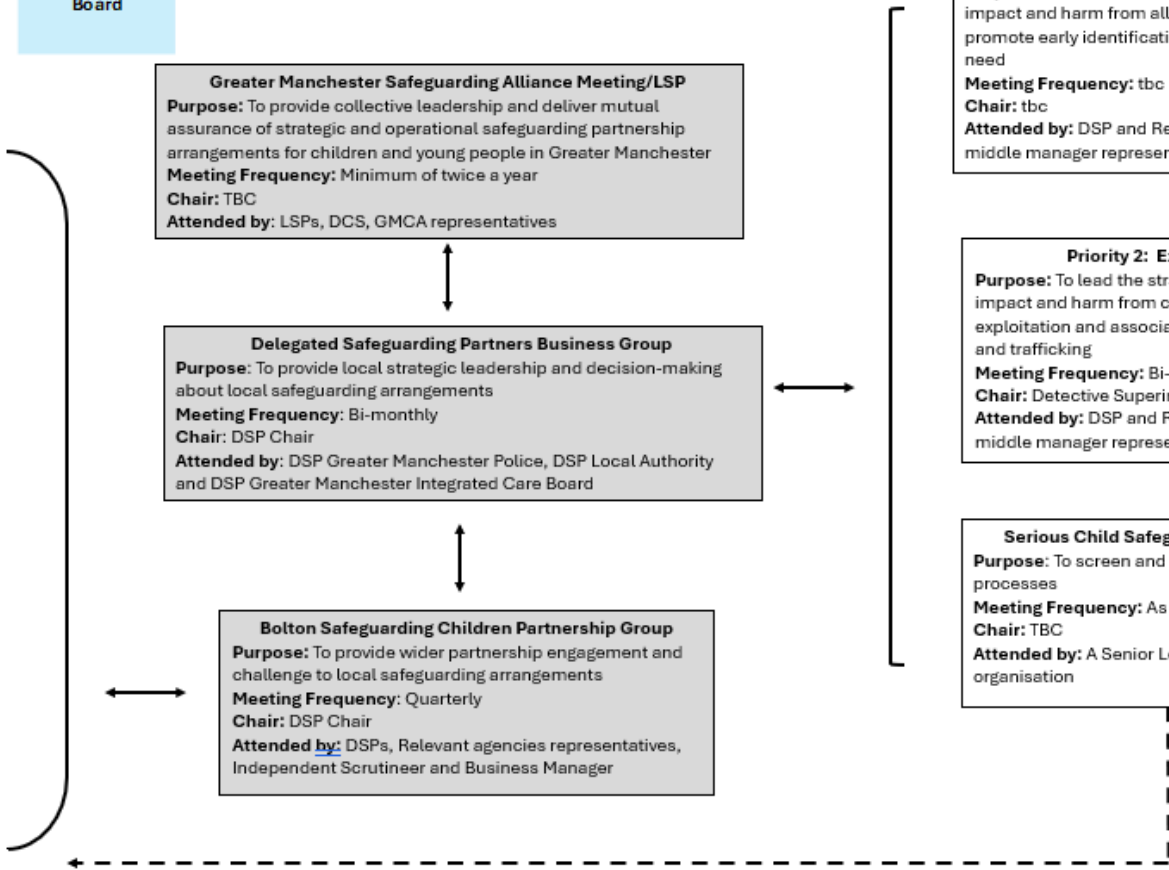 Board
Greater Manchester Safeguarding Alliance Meeting/LSP
Purpose: To provide collective leadership and deliver mutual
assurance of strategic and operational safeguarding partnership
arrangements for children and young people in Greater Manchester
Meeting Frequency: Minimum of twice a year
Chair: TBC
Attended by: LSPs, DCS, GMCA representatives
Delegated Safeguarding Partners Business Group
Purpose: To provide local strategic leadership and decision-making
about local safeguarding arrangements
Meeting Frequency: Bi-monthly
Chair: DSP Chair
Attended by: DSP Greater Manchester Police, DSP Local Authority
and DSP Greater Manchester Integrated Care Board
Bolton Safeguarding Children Partnership Group
Purpose: To provide wider partnership engagement and
challenge to local safeguarding arrangements
Meeting Frequency: Quarterly
Chair: DSP Chair
Attended by: DSPs, Relevant agencies representatives,
Independent Scrutineer and Business Manager
impact and harm from all
promote early identificati
need
Meeting Frequency: tbc
Chair: tbc
Attended by: DSP and Re
middle manager represen
Priority 2: E
Purpose: To lead the stra
impact and harm from c
exploitation and associa
and trafficking
Meeting Frequency: Bi-
Chair: Detective Superin
Attended by: DSP and R
middle manager represe
Serious Child Safeg
Purpose: To screen and
processes
Meeting Frequency: As
Chair: TBC
Attended by: A Senior Le
organisation